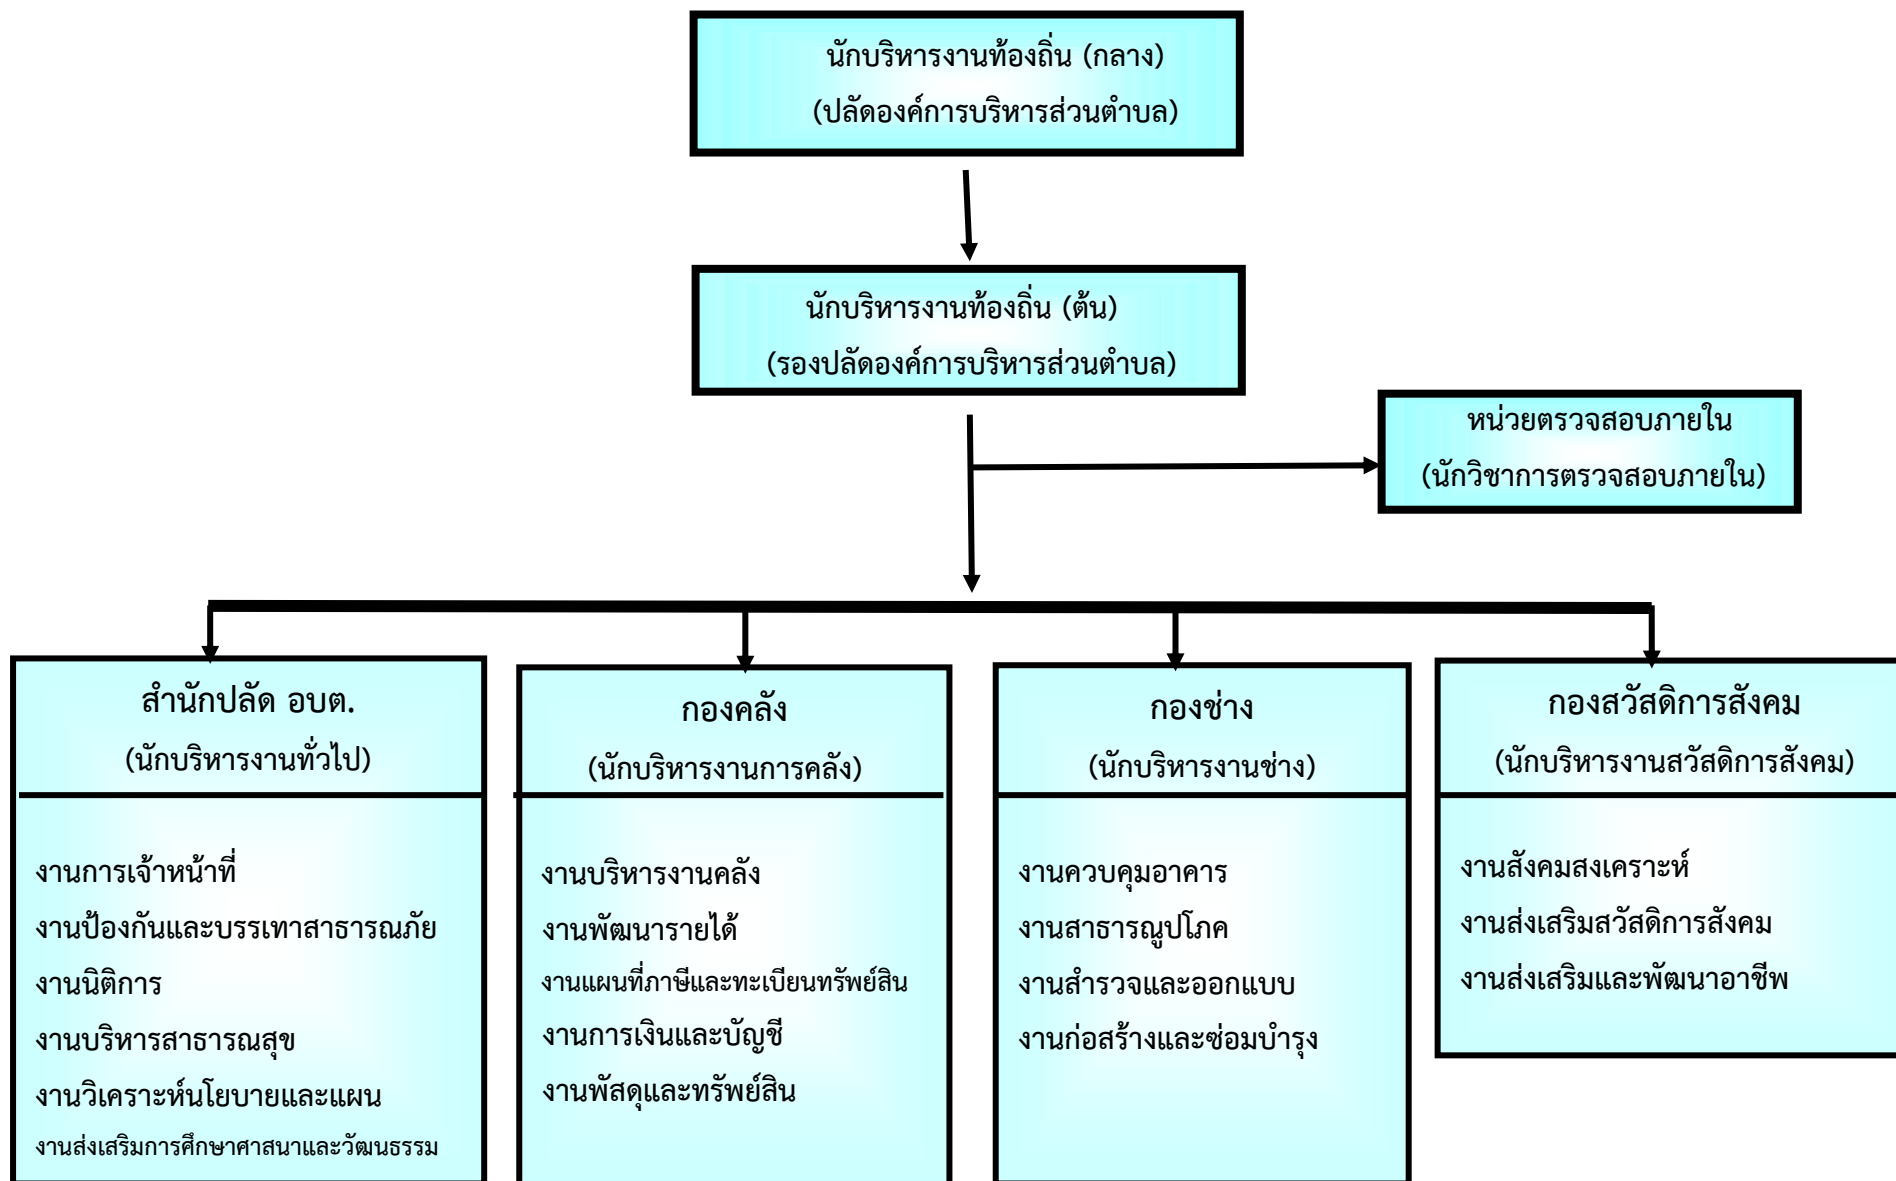 นักบริหารงานท้องถิ่น (กลาง)
(ปลัดองค์การบริหารส่วนตำบล)
นักบริหารงานท้องถิ่น (ต้น)
(รองปลัดองค์การบริหารส่วนตำบล)
หน่วยตรวจสอบภายใน
(นักวิชาการตรวจสอบภายใน)
สำนักปลัด อบต.
(นักบริหารงานทั่วไป)
งานการเจ้าหน้าที่
งานป้องกันและบรรเทาสาธารณภัย
งานนิติการ
งานบริหารสาธารณสุข
งานวิเคราะห์นโยบายและแผน
งานส่งเสริมการศึกษาศาสนาและวัฒนธรรม
กองคลัง
(นักบริหารงานการคลัง)
งานบริหารงานคลัง
งานพัฒนารายได้
งานแผนที่ภาษีและทะเบียนทรัพย์สิน
งานการเงินและบัญชี
งานพัสดุและทรัพย์สิน
กองช่าง
(นักบริหารงานช่าง)
งานควบคุมอาคาร
งานสาธารณูปโภค
งานสำรวจและออกแบบ
งานก่อสร้างและซ่อมบำรุง
กองสวัสดิการสังคม
(นักบริหารงานสวัสดิการสังคม)
งานสังคมสงเคราะห์
งานส่งเสริมสวัสดิการสังคม
งานส่งเสริมและพัฒนาอาชีพ